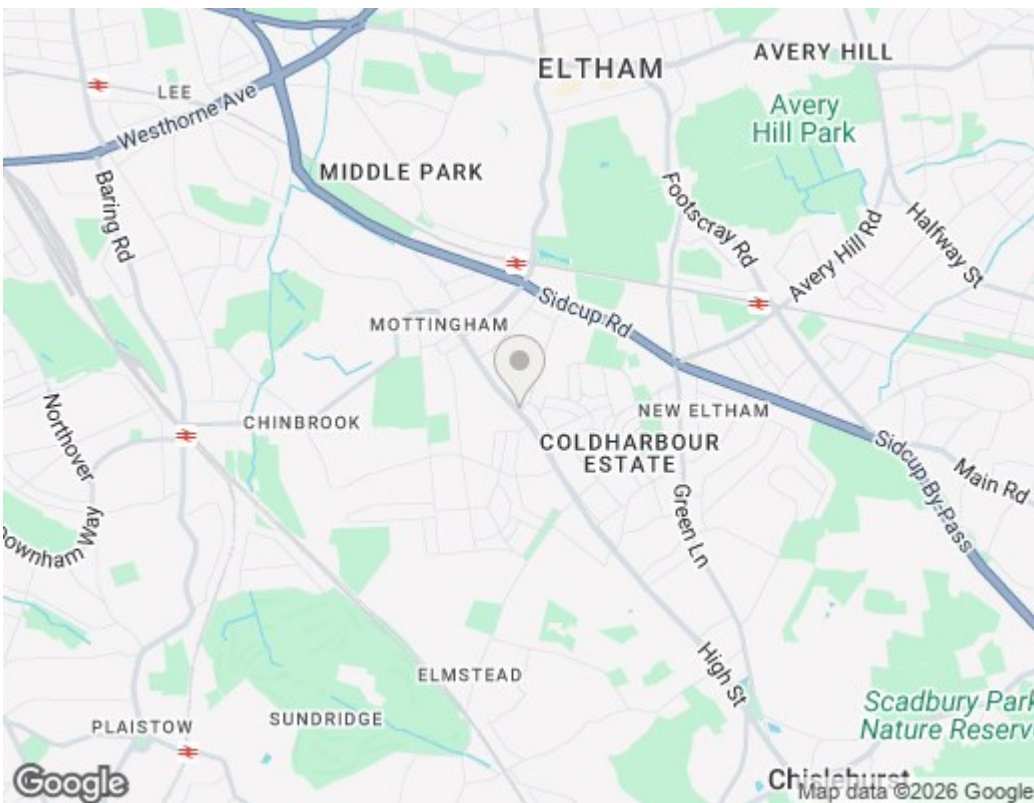 ELTHAM
AVERY HILL
LEE
Westhorne Ave
Avery
Hill Park
MIDDLE PARK
Baring Rd
Footscray Rd
Avery Hill Rd
Halfway St
Sidcup Rd
MOTTINGHAM
Northover
CHINBROOK
NEW ELTHAM
COLDHARBOUR
ESTATE
Sidcup By-Pass
Main Rd
Green Ln
Downham Way
ELMSTEAD
High St
SUNDRIDGE
PLAISTOW
Scadbury Park
Nature Reserve
Chislehurst
Google
Map data ©2026 Google